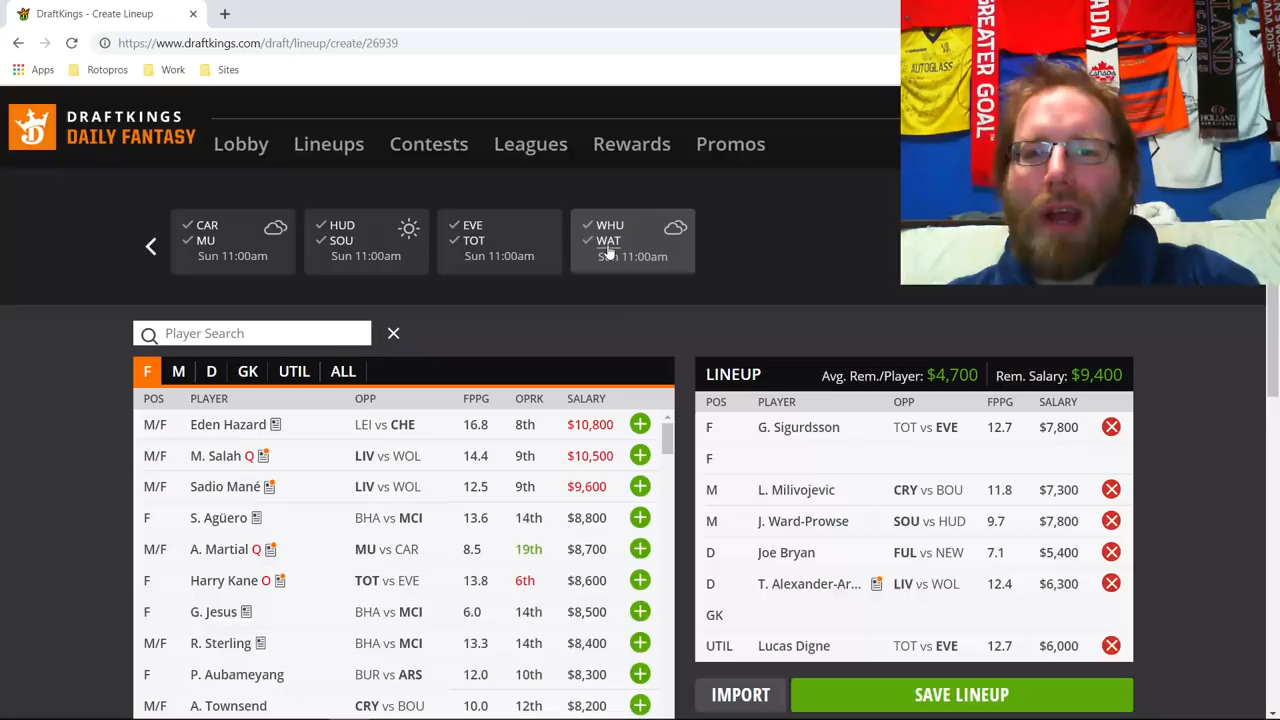 DraftKings - Create Lineup
https://www.draftkings.com/draft/lineup/create/26939
Apps Rotopros Work Sites
DRAFTKINGS
DAILY FANTASY
Lobby Lineups Contests Leagues Rewards Promos
CAR
MU
Sun 11:00am
HUD
SOU
Sun 11:00am
EVE
TOT
Sun 11:00am
WHU
WAT
Sun 11:00am
AUTOGLASS
GREATER GOAL
CANADA
HOLLAND
CANADA 2015
Player Search
F M D GK UTIL ALL
POS PLAYER OPP FPPG OPRK SALARY
M/F Eden Hazard LEI vs CHE 16.8 8th $10,800
M/F M. Salah Q LIV vs WOL 14.4 9th $10,500
M/F Sadio Mané LIV vs WOL 12.5 9th $9,600
F S. Agüero BHA vs MCI 13.6 14th $8,800
M/F A. Martial Q MU vs CAR 8.5 19th $8,700
F Harry Kane O TOT vs EVE 13.8 6th $8,600
F G. Jesus BHA vs MCI 6.0 14th $8,500
M/F R. Sterling BHA vs MCI 13.3 14th $8,400
F P. Aubameyang BUR vs ARS 12.0 10th $8,300
M/F A. Townsend CRY vs BOU 10.0 12th $8,200
LINEUP Avg. Rem./Player: $4,700 Rem. Salary: $9,400
POS PLAYER OPP FPPG SALARY
F G. Sigurdsson TOT vs EVE 12.7 $7,800
F
M L. Milivojevic CRY vs BOU 11.8 $7,300
M J. Ward-Prowse SOU vs HUD 9.7 $7,800
D Joe Bryan FUL vs NEW 7.1 $5,400
D T. Alexander-Ar... LIV vs WOL 12.4 $6,300
GK
UTIL Lucas Digne TOT vs EVE 12.7 $6,000
IMPORT SAVE LINEUP